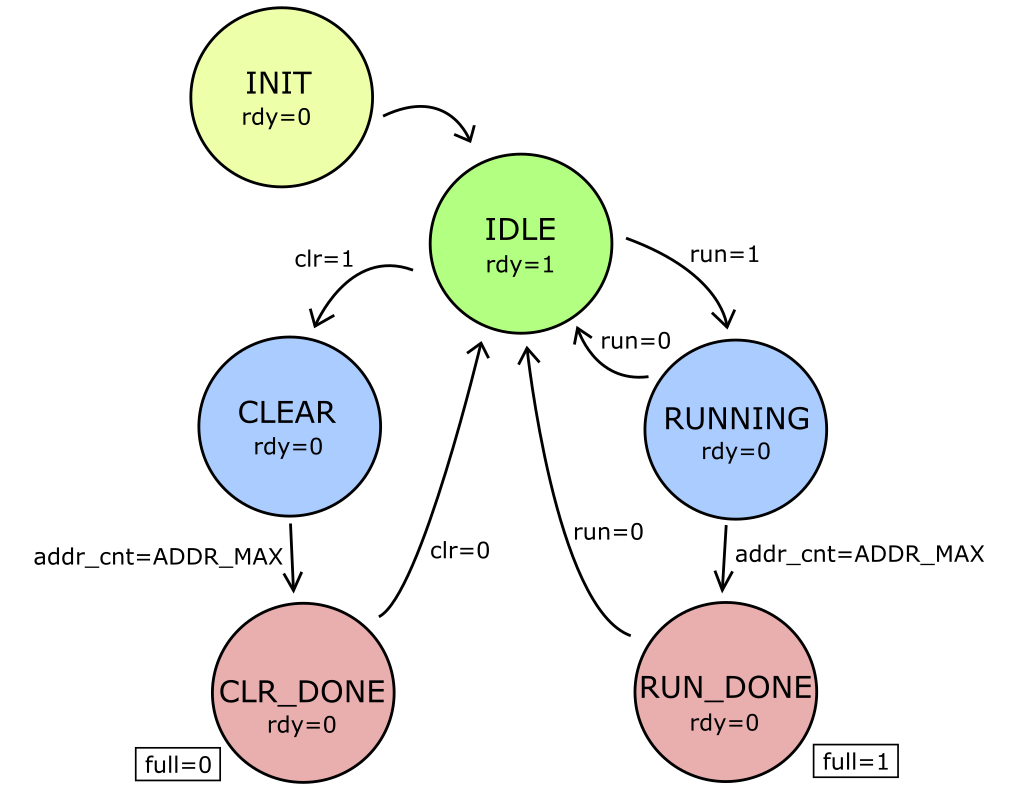 INIT
rdy=0
IDLE
rdy=1
clr=1
run=1
run=0
CLEAR
rdy=0
RUNNING
rdy=0
addr_cnt=ADDR_MAX
clr=0
run=0
addr_cnt=ADDR_MAX
CLR_DONE
rdy=0
RUN_DONE
rdy=0
full=0
full=1